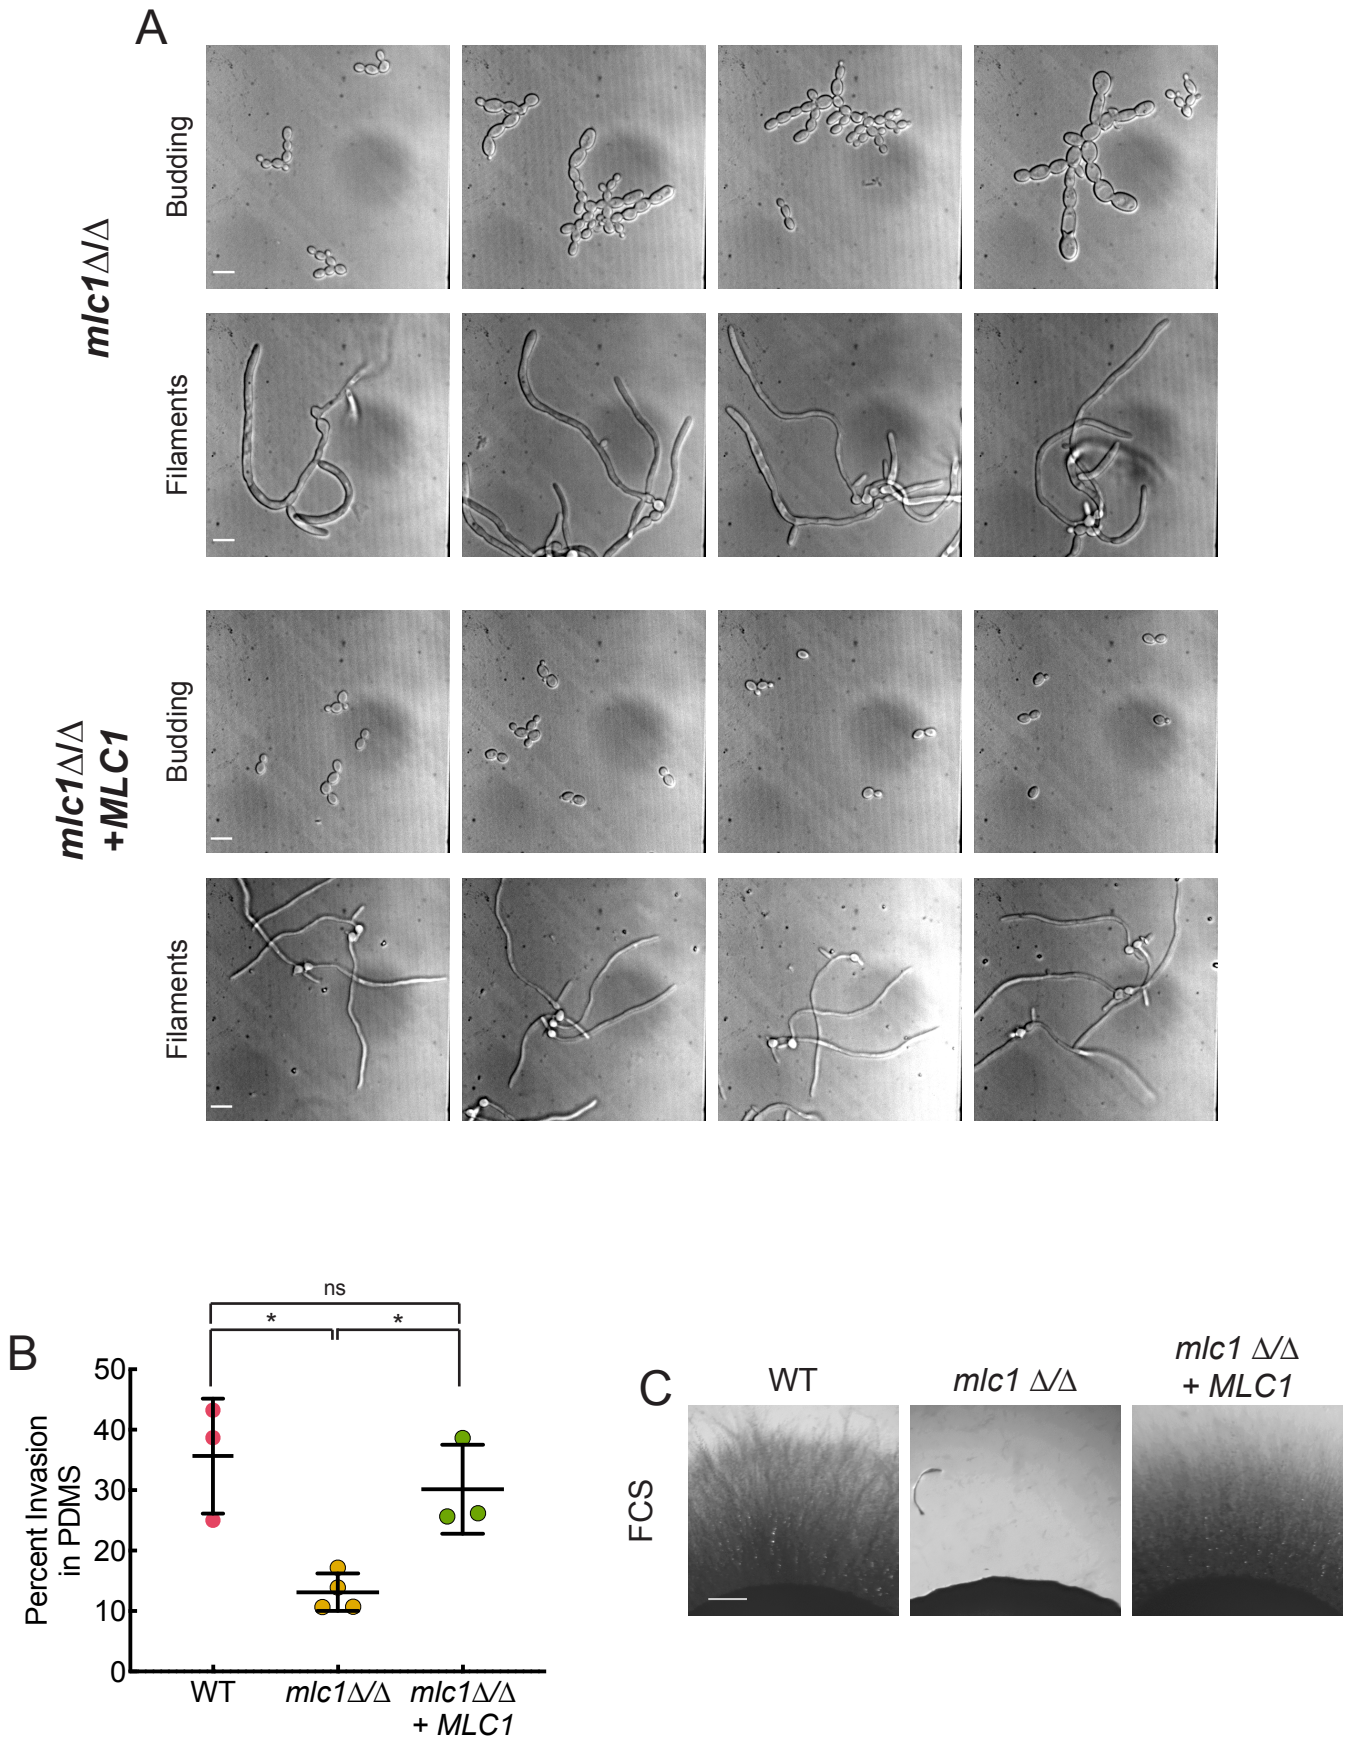 A
mlc1Δ/Δ
Budding
Filaments
mlc1Δ/Δ
+MLC1
Budding
Filaments
B
ns
*
*
Percent Invasion
in PDMS
50
40
30
20
10
0
WT
mlc1Δ/Δ
mlc1Δ/Δ
+ MLC1
C
WT
mlc1 Δ/Δ
mlc1 Δ/Δ
+ MLC1
FCS